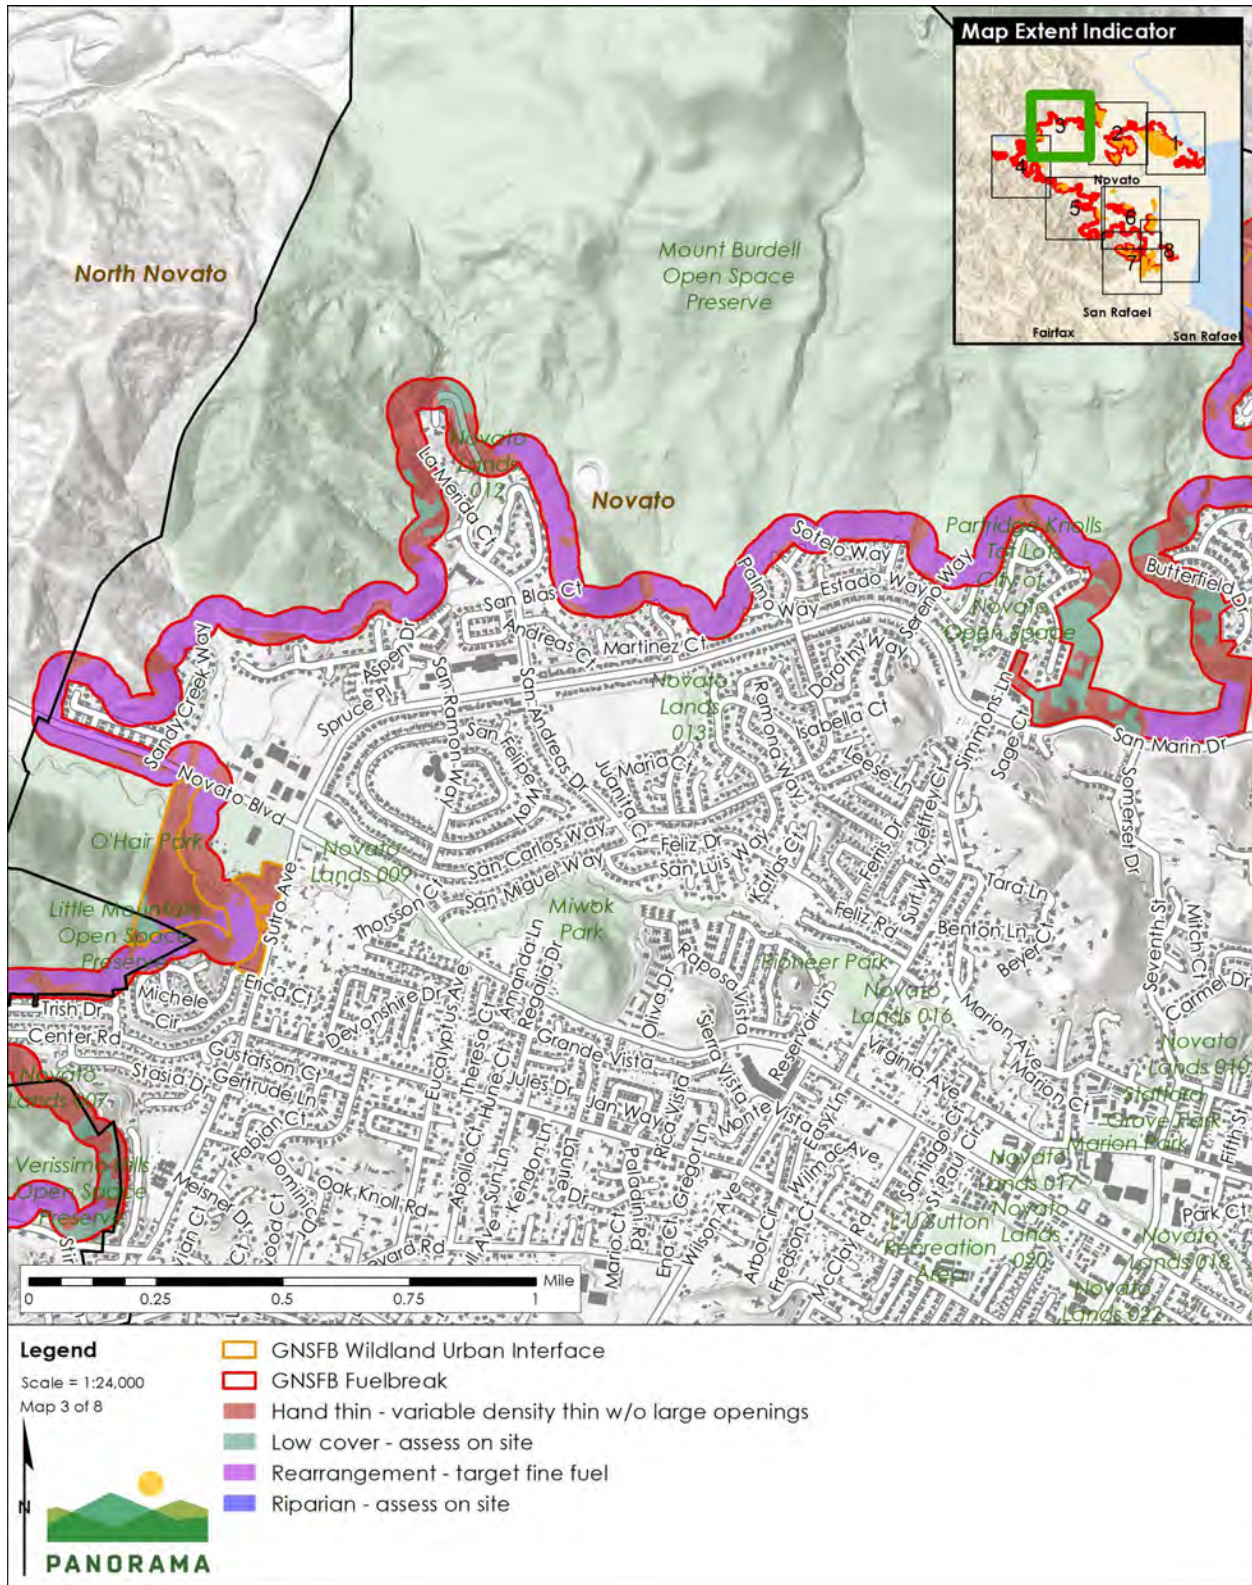 Map Extent Indicator
3
2
1
4
Novato
5
6
7
8
San Rafael
Fairfax
San Rafael
North Novato
Mount Burdell
Open Space
Preserve
Novato
Lands
012
La Merida Ct
Novato
Partridge Knolls
Tot Lot
City of
Novato
Open Space
Sotelo Way
Palmo Way
Estado Way
Sereno Way
Butterfield Dr
San Blas Ct
Andreas Ct
Martinez Ct
Aspen Dr
Spruce Pl
San Ramon Way
San Andreas Dr
Dorothy Way
Sandy Creek Way
Novato
Lands
013
Ramona Way
Isabella Ct
Simmons Ln
Sage Ct
San Marin Dr
San Felipe Way
Maria Ct
Juanita Ct
Leese Ln
Jeffrey Ct
Somerset Dr
Novato Blvd
O'Hair Park
Novato
Lands 009
Sutro Ave
San Carlos Way
San Miguel Way
Feliz Dr
San Luis Way
Katlas Ct
Ferris Dr
Surf Way
Tara Ln
Little Mountain
Open Space
Preserve
Thorsson Ct
Miwok
Park
Feliz Rd
Benton Ln
Beyer Ct
Seventh St
Mitch Ct
Carmel Dr
Amanda Ln
Regalia Dr
Oliva Dr
Raposa Vista
Pioneer Park
Novato
Lands 016
Erica Ct
Trish Dr
Michele
Cir
Center Rd
Devonshire Dr
Eucalyptus Ave
Theresa Ct
Grande Vista
Sierra Vista
Reservoir Ln
Marion Ave
Marion Ct
Virginia Ave
Novato
Lands 010
Stafford
Grove Park
Marion Park
Fifth St
Novato
Lands 007
Stasia Dr
Gustafson Ct
Gertrude Ln
Hune Ct
Jules Dr
Jan Way
Rica Vista
Monte Vista
Easy Ln
Wilmac Ave
Santiago Ct
St Paul Cir
Novato
Lands 017
Verissimo Hills
Open Space
Preserve
Fabian Ct
Dominic Dr
Meisner Dr
Oak Knoll Rd
Apollo Ct
Sun Ln
Kendon Ln
Laurie Dr
Paladini Rd
Gregor Ln
Wilson Ave
Arbor Cir
Fredson Ct
McClay Rd
L U Sutton
Recreation
Area
Novato
Lands
020
Park Ct
Novato
Lands 018
Novato
Lands 022
Mario Ct
Ena Ct
Mile
0 0.25 0.5 0.75 1
Legend
Scale = 1:24,000
Map 3 of 8
N
PANORAMA
GNSFB Wildland Urban Interface
GNSFB Fuelbreak
Hand thin - variable density thin w/o large openings
Low cover - assess on site
Rearrangement - target fine fuel
Riparian - assess on site